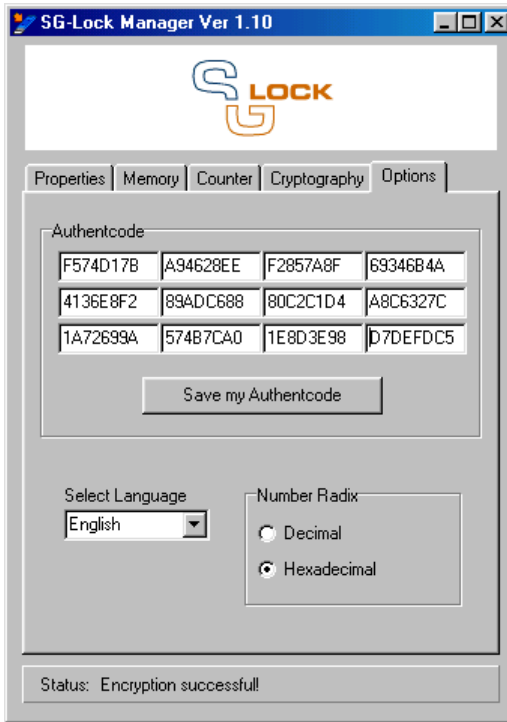 SG-Lock Manager Ver 1.10
SG LOCK
Properties Memory Counter Cryptography Options
Authentcode
F574D17B A94628EE F2857A8F 69346B4A
4136E8F2 89ADC688 80C2C1D4 A8C6327C
1A72699A 574B7CA0 1E8D3E98 D7DEFDC5
Save my Authentcode
Select Language
English
Number Radix
Decimal
Hexadecimal
Status: Encryption successful!